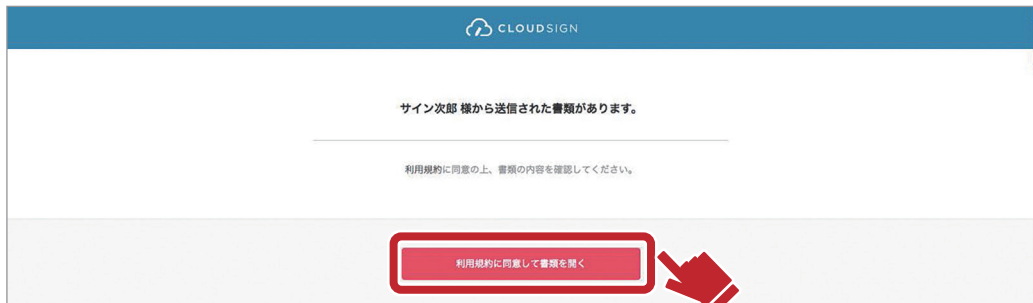 CLOUDSIGN
サイン次郎 様から送信された書類があります。
利用規約に同意の上、書類の内容を確認してください。
利用規約に同意して書類を開く